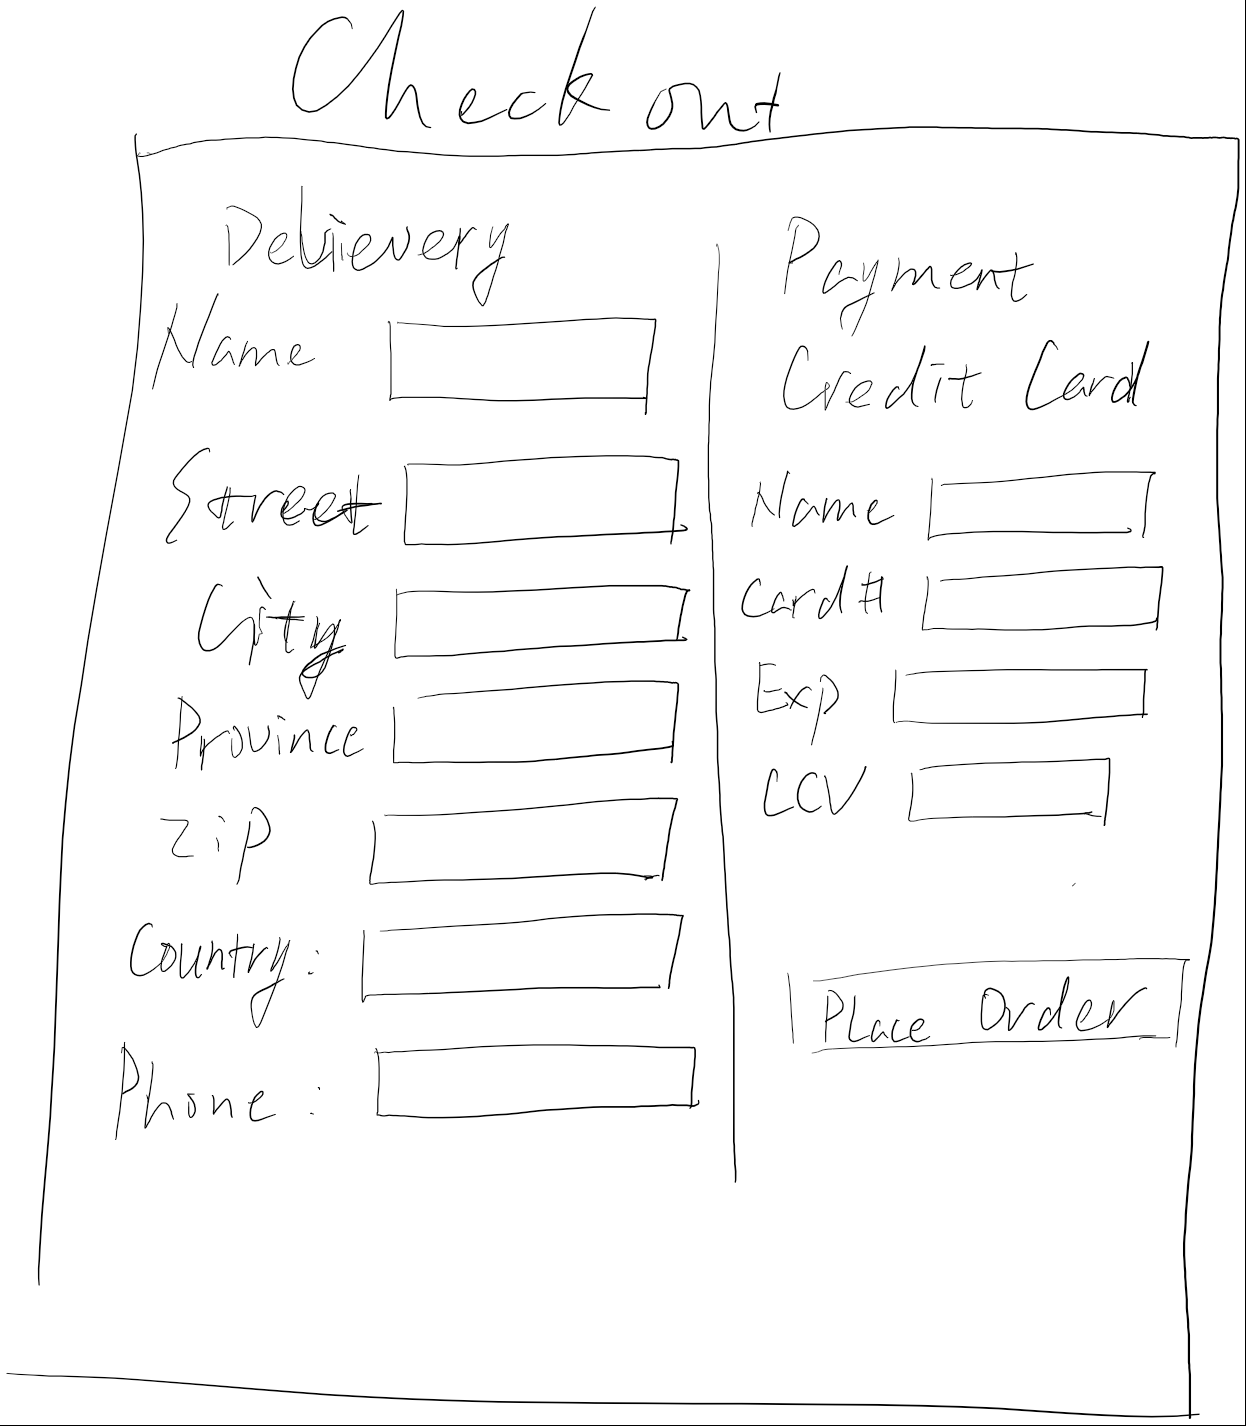 Check out
Delievery
Name
Street
City
Province
Zip
Country:
Phone:
Payment
Credit Card
Name
Card#
Exp
CCV
Place Order